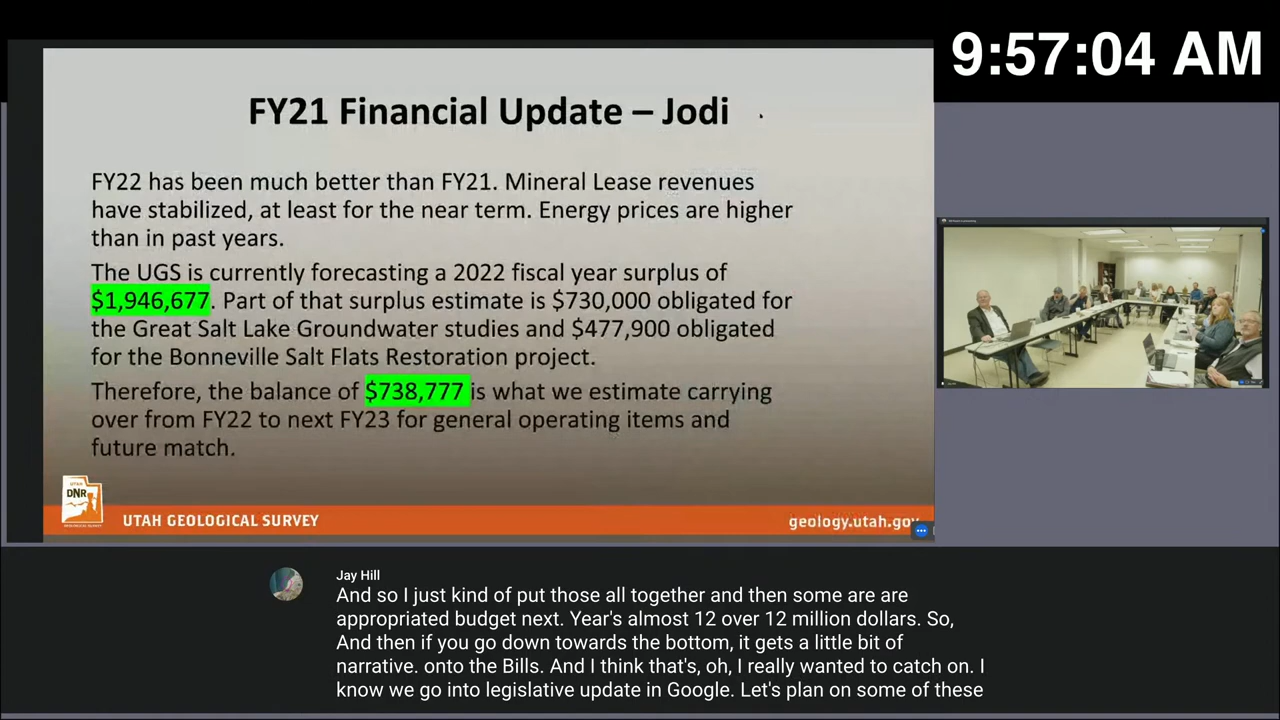 9:57:04 AM
FY21 Financial Update – Jodi
FY22 has been much better than FY21. Mineral Lease revenues
have stabilized, at least for the near term. Energy prices are higher
than in past years.
The UGS is currently forecasting a 2022 fiscal year surplus of
$1,946,677. Part of that surplus estimate is $730,000 obligated for
the Great Salt Lake Groundwater studies and $477,900 obligated
for the Bonneville Salt Flats Restoration project.
Therefore, the balance of $738,777 is what we estimate carrying
over from FY22 to next FY23 for general operating items and
future match.
UTAH
DNR
UTAH GEOLOGICAL SURVEY
geology.utah.gov
Jay Hill
And so I just kind of put those all together and then some are are
appropriated budget next. Year's almost 12 over 12 million dollars. So,
And then if you go down towards the bottom, it gets a little bit of
narrative. onto the Bills. And I think that's, oh, I really wanted to catch on. I
know we go into legislative update in Google. Let's plan on some of these